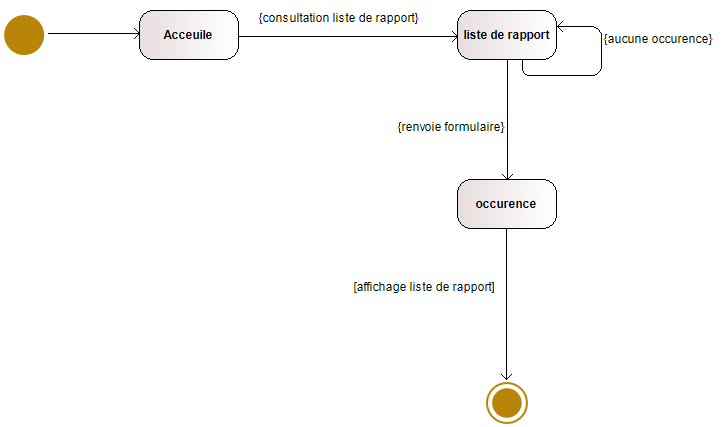 {consultation liste de rapport}
Acceuile
liste de rapport
{aucune occurence}
{renvoie formulaire}
occurence
[affichage liste de rapport]